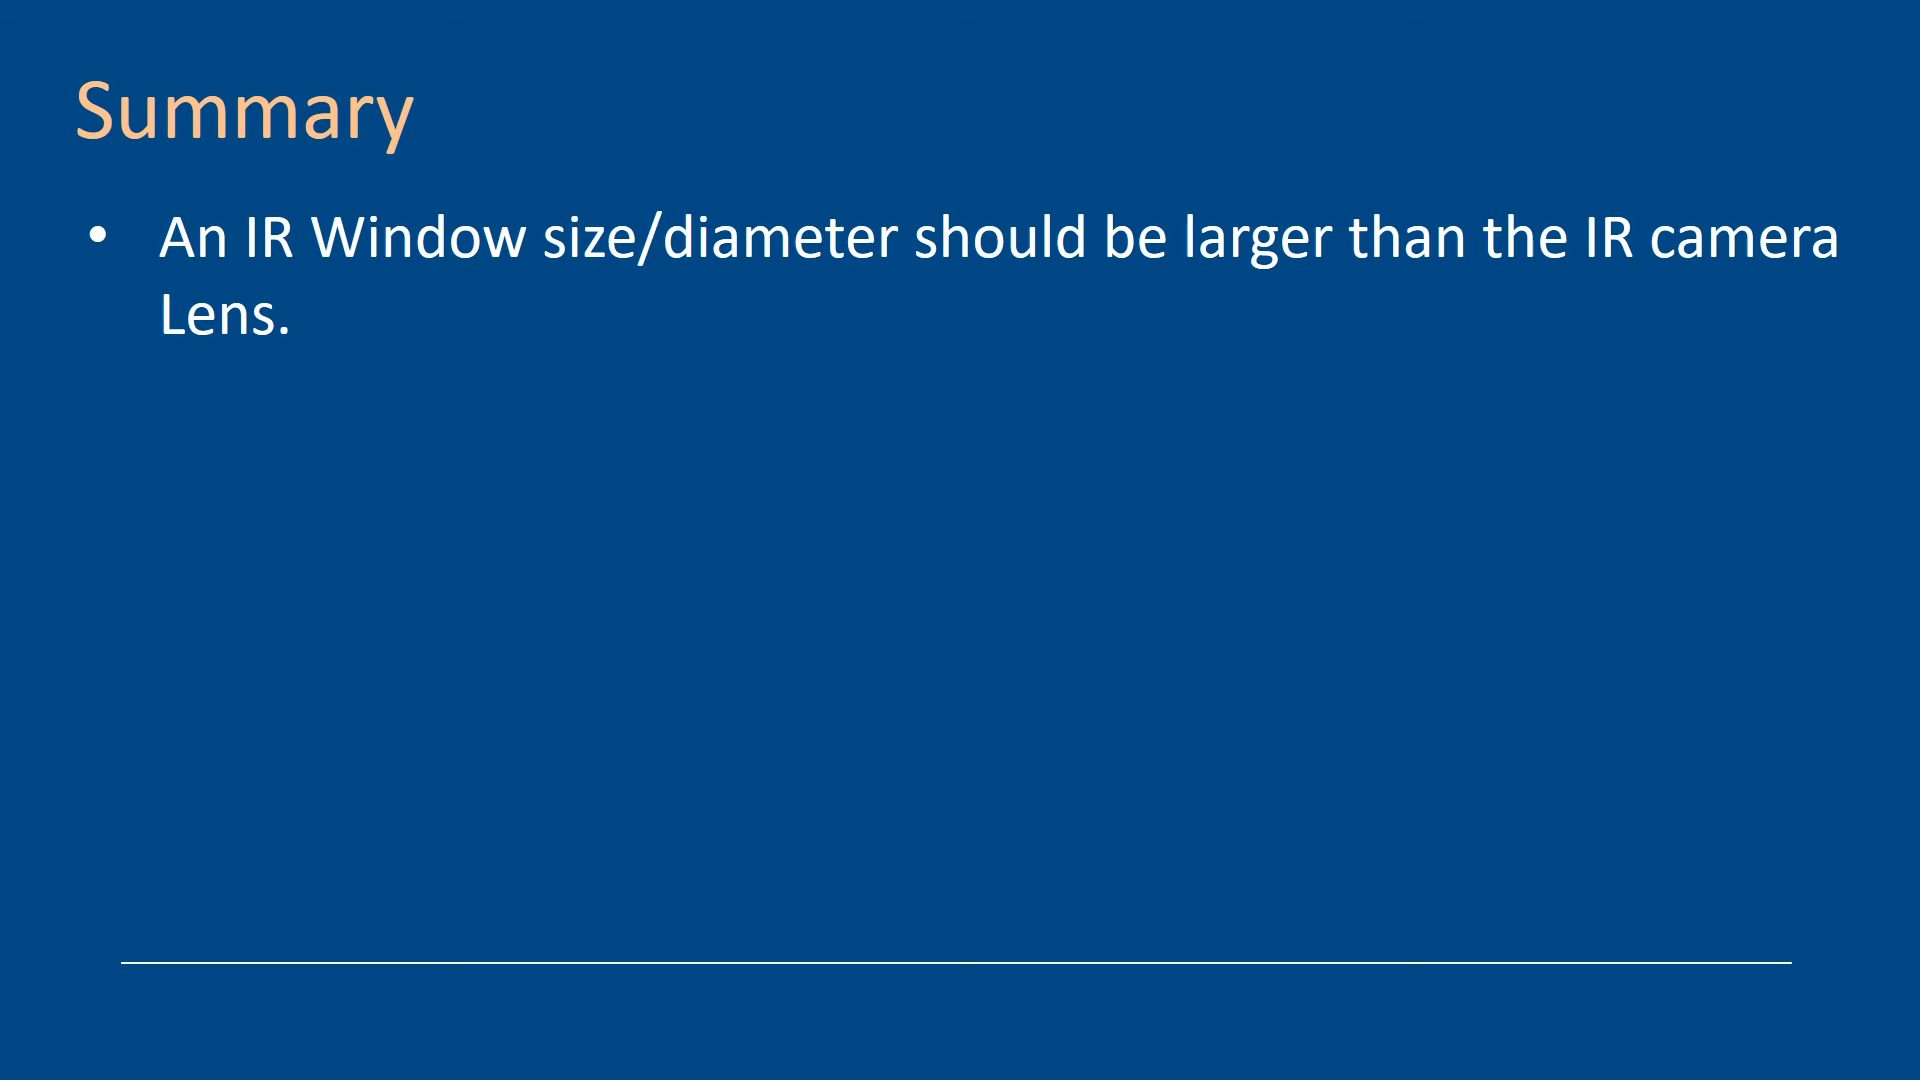 Summary
• An IR Window size/diameter should be larger than the IR camera
Lens.